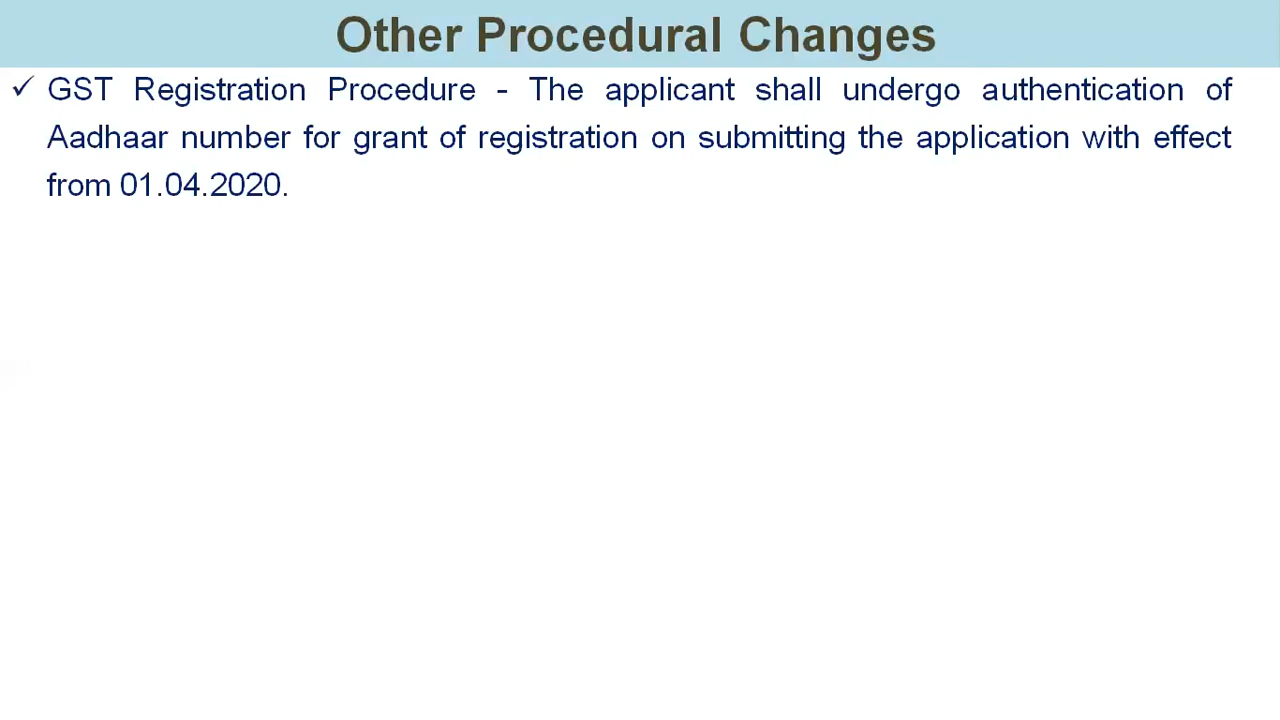 Other Procedural Changes
✓ GST Registration Procedure - The applicant shall undergo authentication of
Aadhaar number for grant of registration on submitting the application with effect
from 01.04.2020.